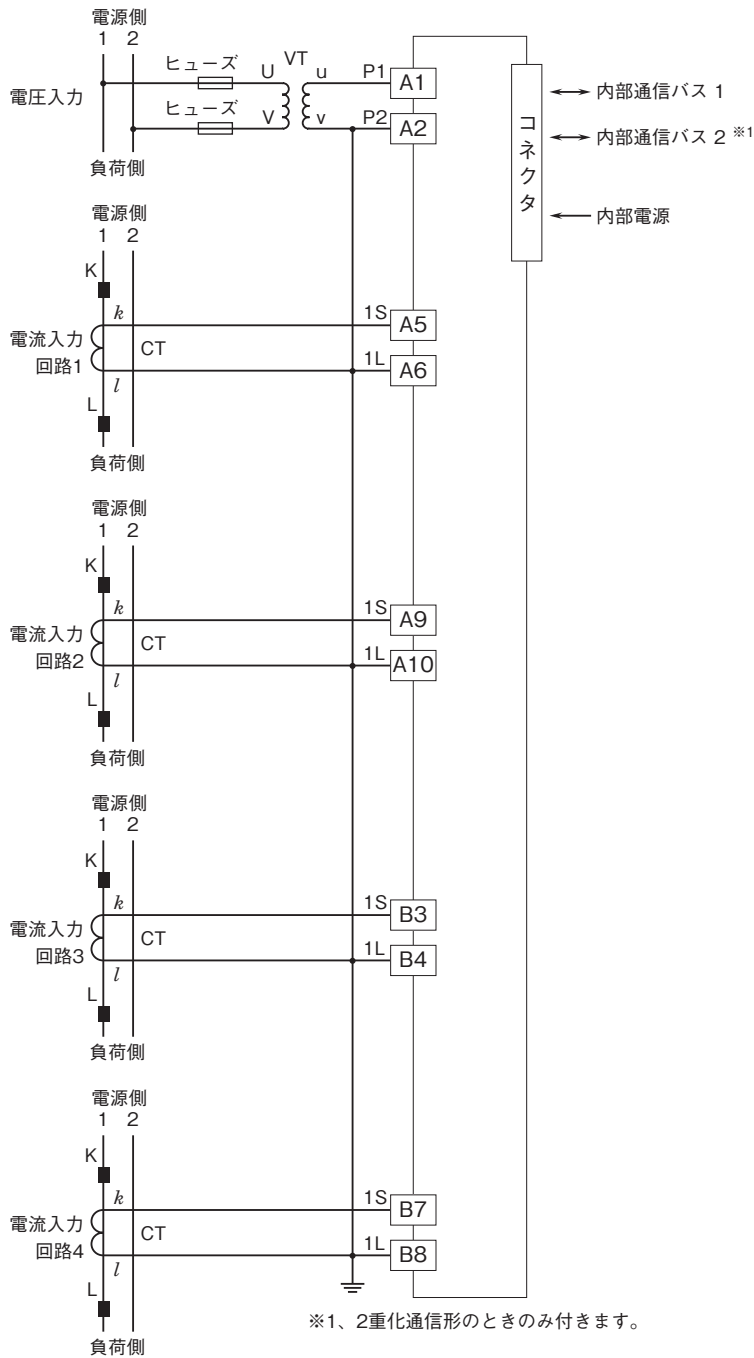 電源側
1 2
電圧入力
ヒューズ
U
VT
u
P1
A1
ヒューズ
V
v
P2
A2
負荷側
コネクタ
内部通信バス 1
内部通信バス 2 ※1
内部電源
電源側
1 2
K
k
1S
A5
電流入力
回路1
CT
1L
A6
l
L
負荷側
電源側
1 2
K
k
1S
A9
電流入力
回路2
CT
1L
A10
l
L
負荷側
電源側
1 2
K
k
1S
B3
電流入力
回路3
CT
1L
B4
l
L
負荷側
電源側
1 2
K
k
1S
B7
電流入力
回路4
CT
1L
B8
l
L
負荷側
※1、2重化通信形のときのみ付きます。